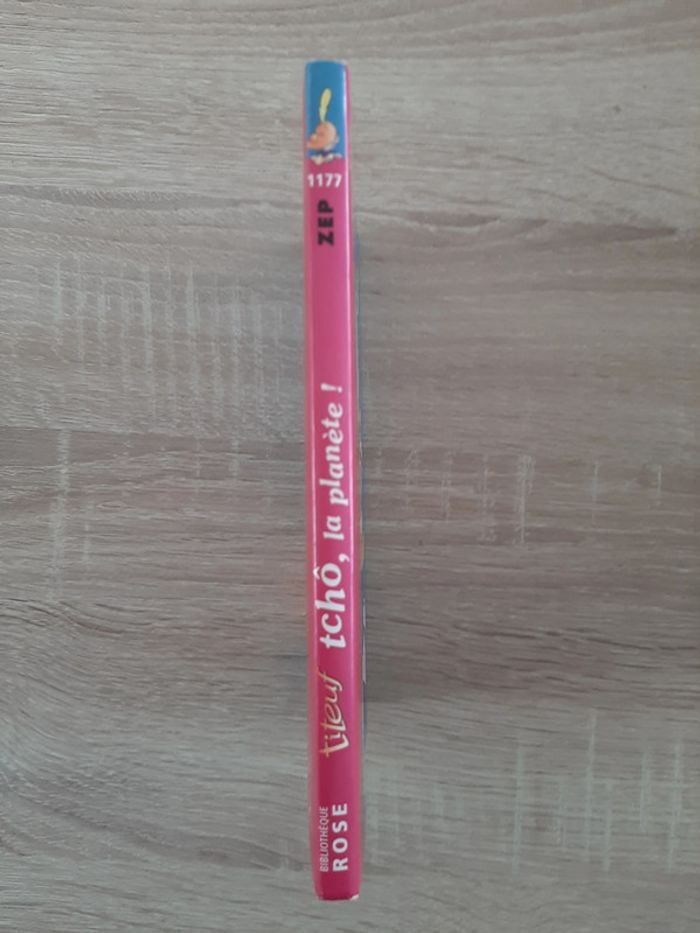 1177
ZEP
titeuf tchô, la planète !
BIBLIOTHÈQUE
ROSE